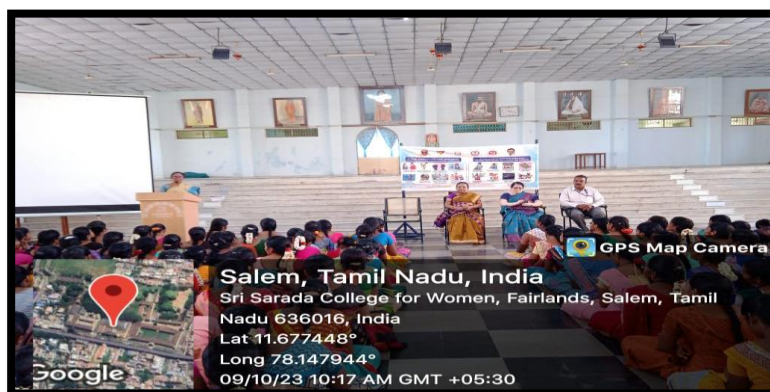 GPS Map Camera
Salem, Tamil Nadu, India
Sri Sarada College for Women, Fairlands, Salem, Tamil
Nadu 636016, India
Lat 11.677448°
Long 78.147944°
09/10/23 10:17 AM GMT +05:30
Google